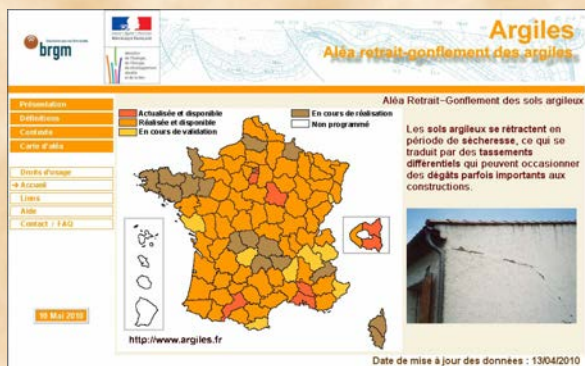 brgm
Argiles
Aléa retrait-gonflement des argiles
Présentation
Définitions
Contexte
Carte d'aléa
Droits d'usage
Accueil
Liens
Aide
Contact / FAQ
10 Mai 2010
Aléa Retrait-Gonflement des sols argileux
Actualisée et disponible
Réalisée et disponible
En cours de validation
En cours de réalisation
Non programmé
Les sols argileux se rétractent en
période de sécheresse, ce qui se
traduit par des tassements
différentiels qui peuvent occasionner
des dégâts parfois importants aux
constructions.
http://www.argiles.fr
Date de mise à jour des données : 13/04/2010